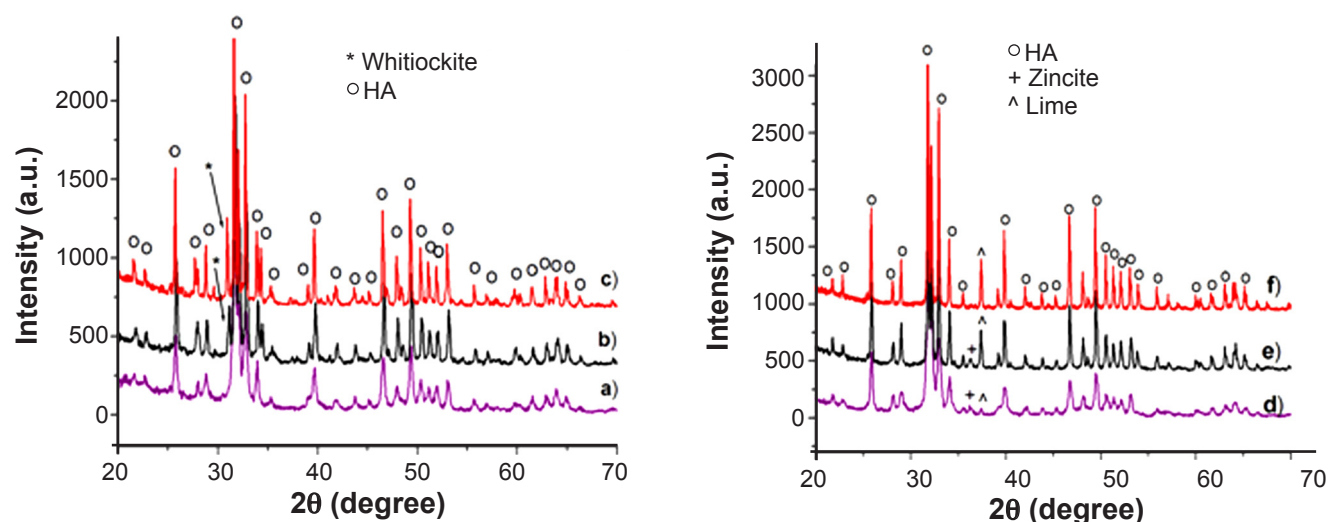 * Whitiockite
O HA
2000
1500
1000
500
0
Intensity (a.u.)
*
*
c)
b)
a)
20 30 40 50 60 70
2θ (degree)
O HA
+ Zincite
^ Lime
3000
2500
2000
1500
1000
500
0
Intensity (a.u.)
^
f)
^
+
e)
+ ^
d)
20 30 40 50 60 70
2θ (degree)